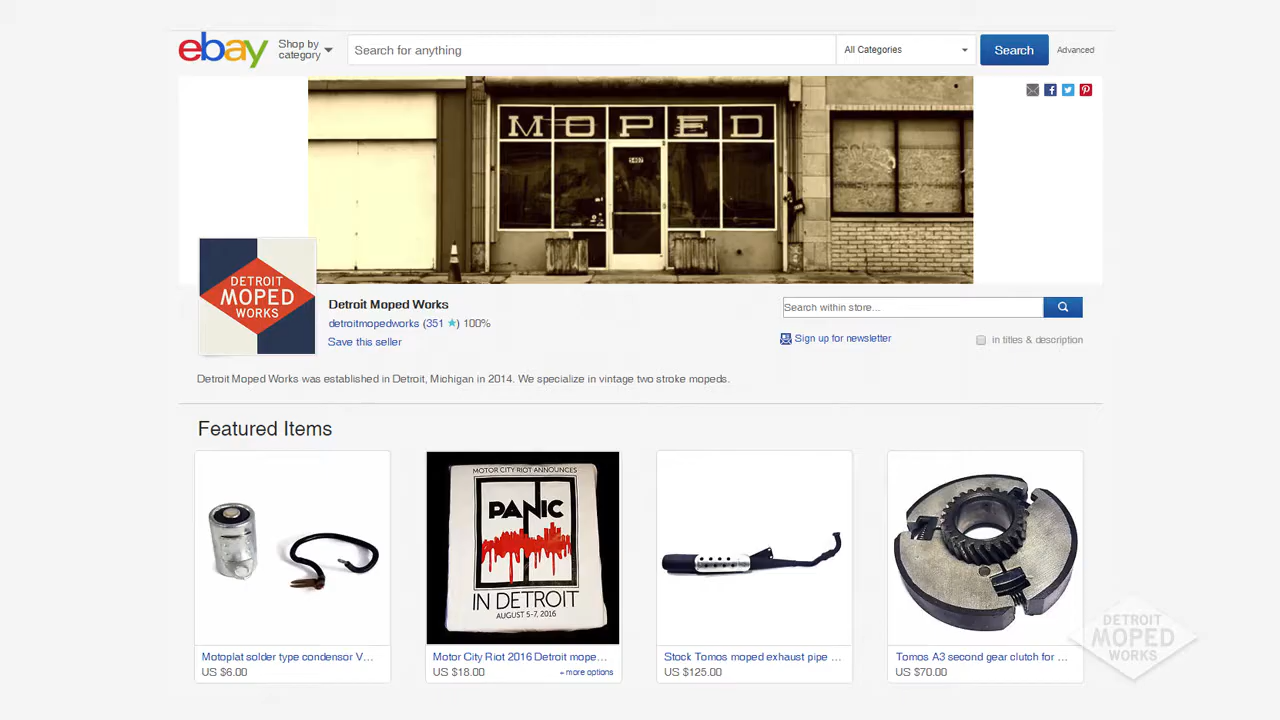 ebay
Shop by
category
Search for anything
All Categories
Search
Advanced
MOPED
5407
DETROIT
MOPED
WORKS
Detroit Moped Works
detroitmopedworks (351 ★) 100%
Save this seller
Search within store...
Sign up for newsletter
in titles & description
Detroit Moped Works was established in Detroit, Michigan in 2014. We specialize in vintage two stroke mopeds.
Featured Items
MOTOR CITY RIOT ANNOUNCES
PANIC
IN DETROIT
AUGUST 5-7, 2016
Motoplat solder type condensor V...
US $6.00
Motor City Riot 2016 Detroit mope...
US $18.00
+ more options
Stock Tomos moped exhaust pipe ...
US $125.00
Tomos A3 second gear clutch for ...
US $70.00
DETROIT
MOPED
WORKS